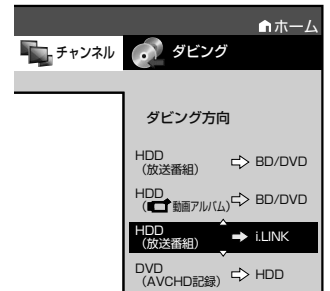 ホーム
チャンネル ダビング
ダビング方向
HDD
(放送番組) ⇨ BD/DVD
HDD
(動画アルバム) ⇨ BD/DVD
HDD
(放送番組) ➡ i.LINK
DVD
(AVCHD記録) ⇨ HDD